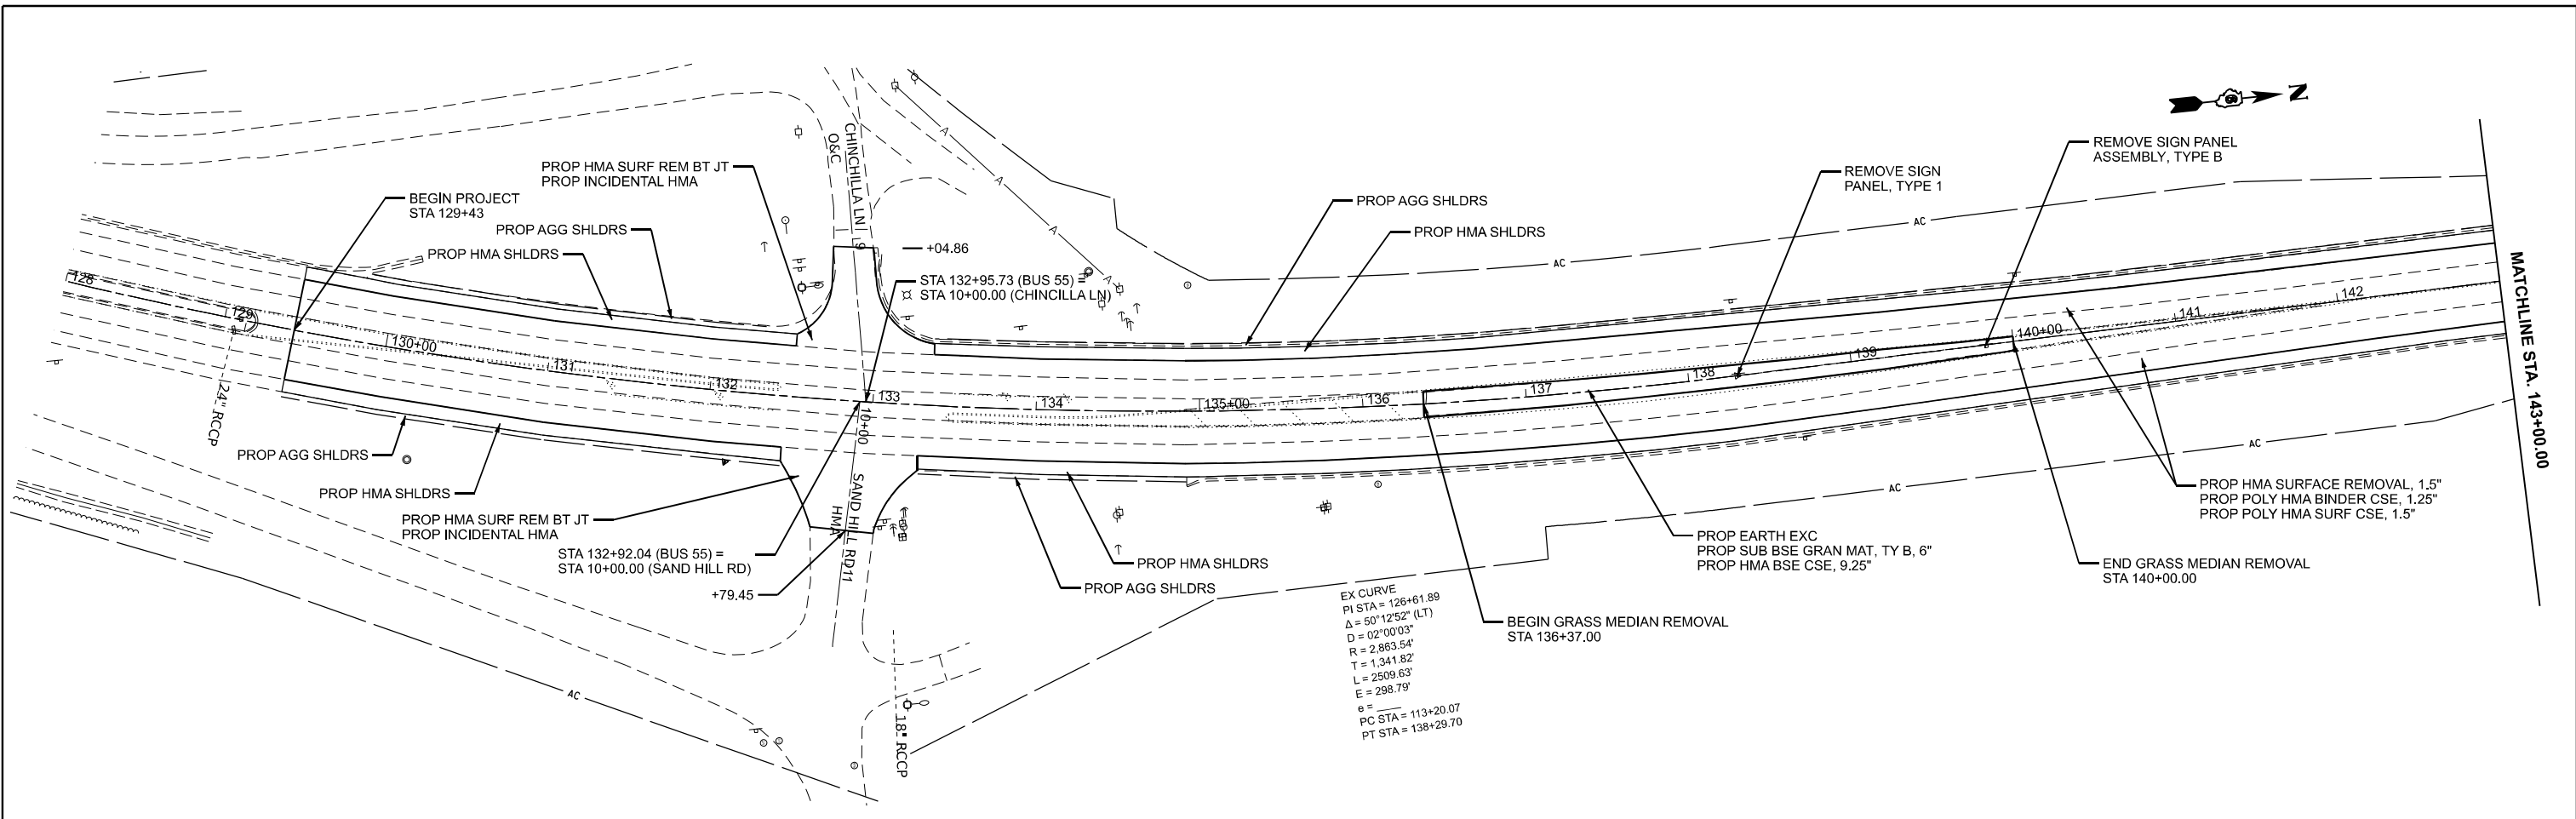 N
BEGIN PROJECT
STA 129+43
PROP AGG SHLDRS
PROP HMA SHLDRS
PROP HMA SURF REM BT JT
PROP INCIDENTAL HMA
CHINCHILLA LN
O&C
9
+04.86
STA 132+95.73 (BUS 55) =
STA 10+00.00 (CHINCILLA LN)
A
A
A
A
PROP AGG SHLDRS
PROP HMA SHLDRS
REMOVE SIGN
PANEL, TYPE 1
REMOVE SIGN PANEL
ASSEMBLY, TYPE B
AC
AC
MATCHLINE STA. 143+00.00
128
129
130+00
131
132
133
134
135+00
136
137
138
139
140+00
141
142
24" RCCP
10+00
SAND HILL RD
HMA
11
PROP AGG SHLDRS
PROP HMA SHLDRS
PROP HMA SURF REM BT JT
PROP INCIDENTAL HMA
STA 132+92.04 (BUS 55) =
STA 10+00.00 (SAND HILL RD)
+79.45
PROP HMA SHLDRS
PROP AGG SHLDRS
18" RCCP
AC
EX CURVE
PI STA = 126+61.89
Δ = 50°12'52" (LT)
D = 02°00'03"
R = 2,863.54'
T = 1,341.82'
L = 2509.63'
E = 298.79'
e = ____
PC STA = 113+20.07
PT STA = 138+29.70
BEGIN GRASS MEDIAN REMOVAL
STA 136+37.00
PROP EARTH EXC
PROP SUB BSE GRAN MAT, TY B, 6"
PROP HMA BSE CSE, 9.25"
AC
AC
END GRASS MEDIAN REMOVAL
STA 140+00.00
PROP HMA SURFACE REMOVAL, 1.5"
PROP POLY HMA BINDER CSE, 1.25"
PROP POLY HMA SURF CSE, 1.5"